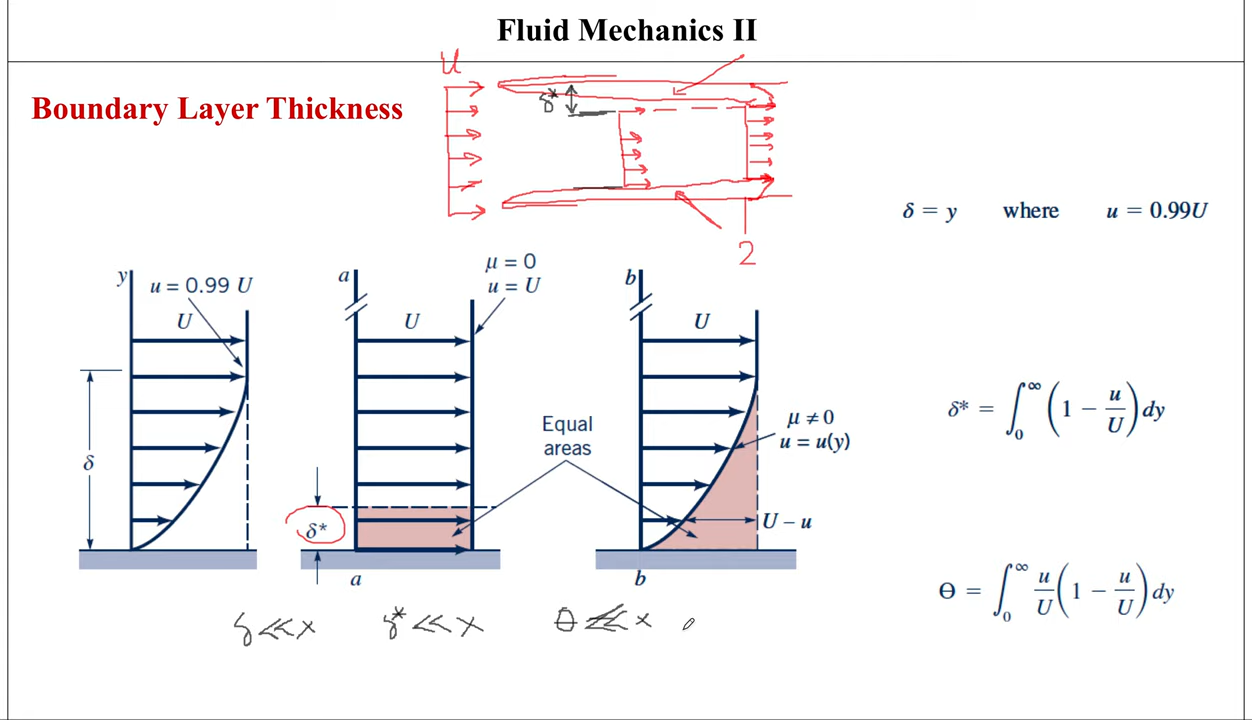 Fluid Mechanics II
Boundary Layer Thickness
U
δ*
2
δ = y where u = 0.99U
y
u = 0.99 U
U
δ
a
μ = 0
u = U
U
δ*
a
Equal
areas
b
U
μ ≠ 0
u = u(y)
U − u
b
δ* = ∫₀^∞ (1 − u/U) dy
Θ = ∫₀^∞ u/U (1 − u/U) dy
δ << x δ* << x θ << x